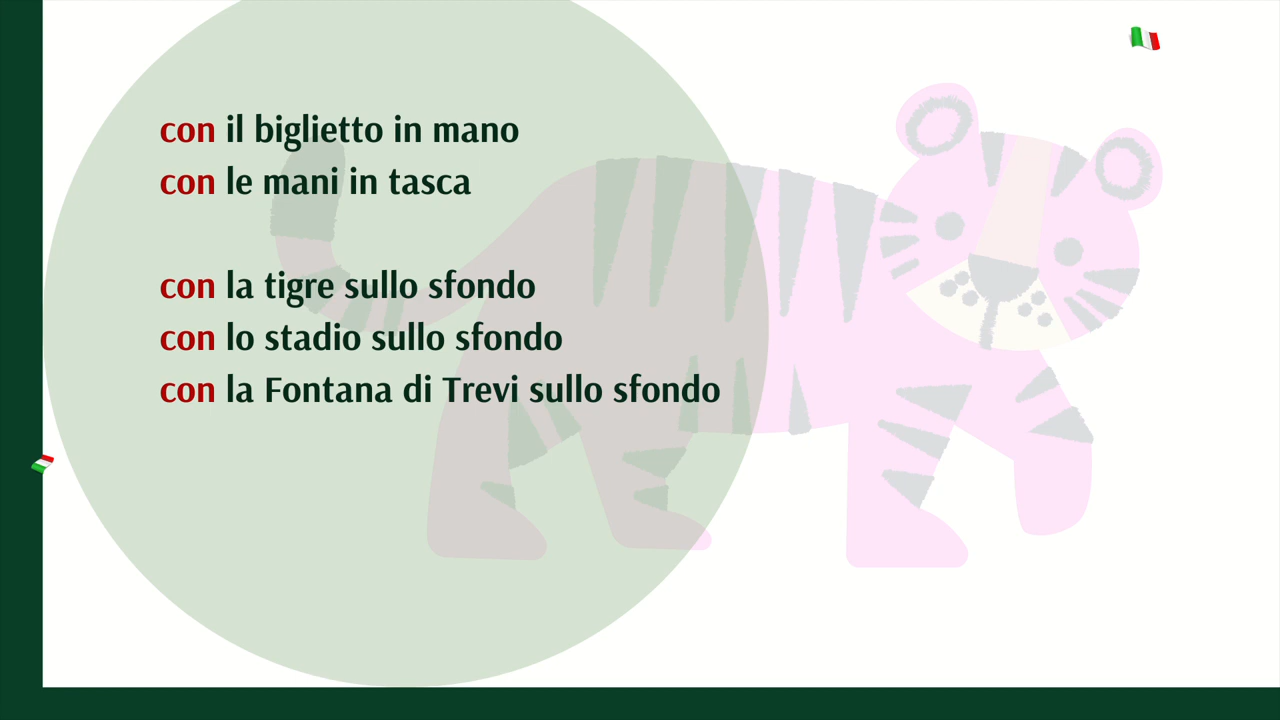 con il biglietto in mano
con le mani in tasca
con la tigre sullo sfondo
con lo stadio sullo sfondo
con la Fontana di Trevi sullo sfondo